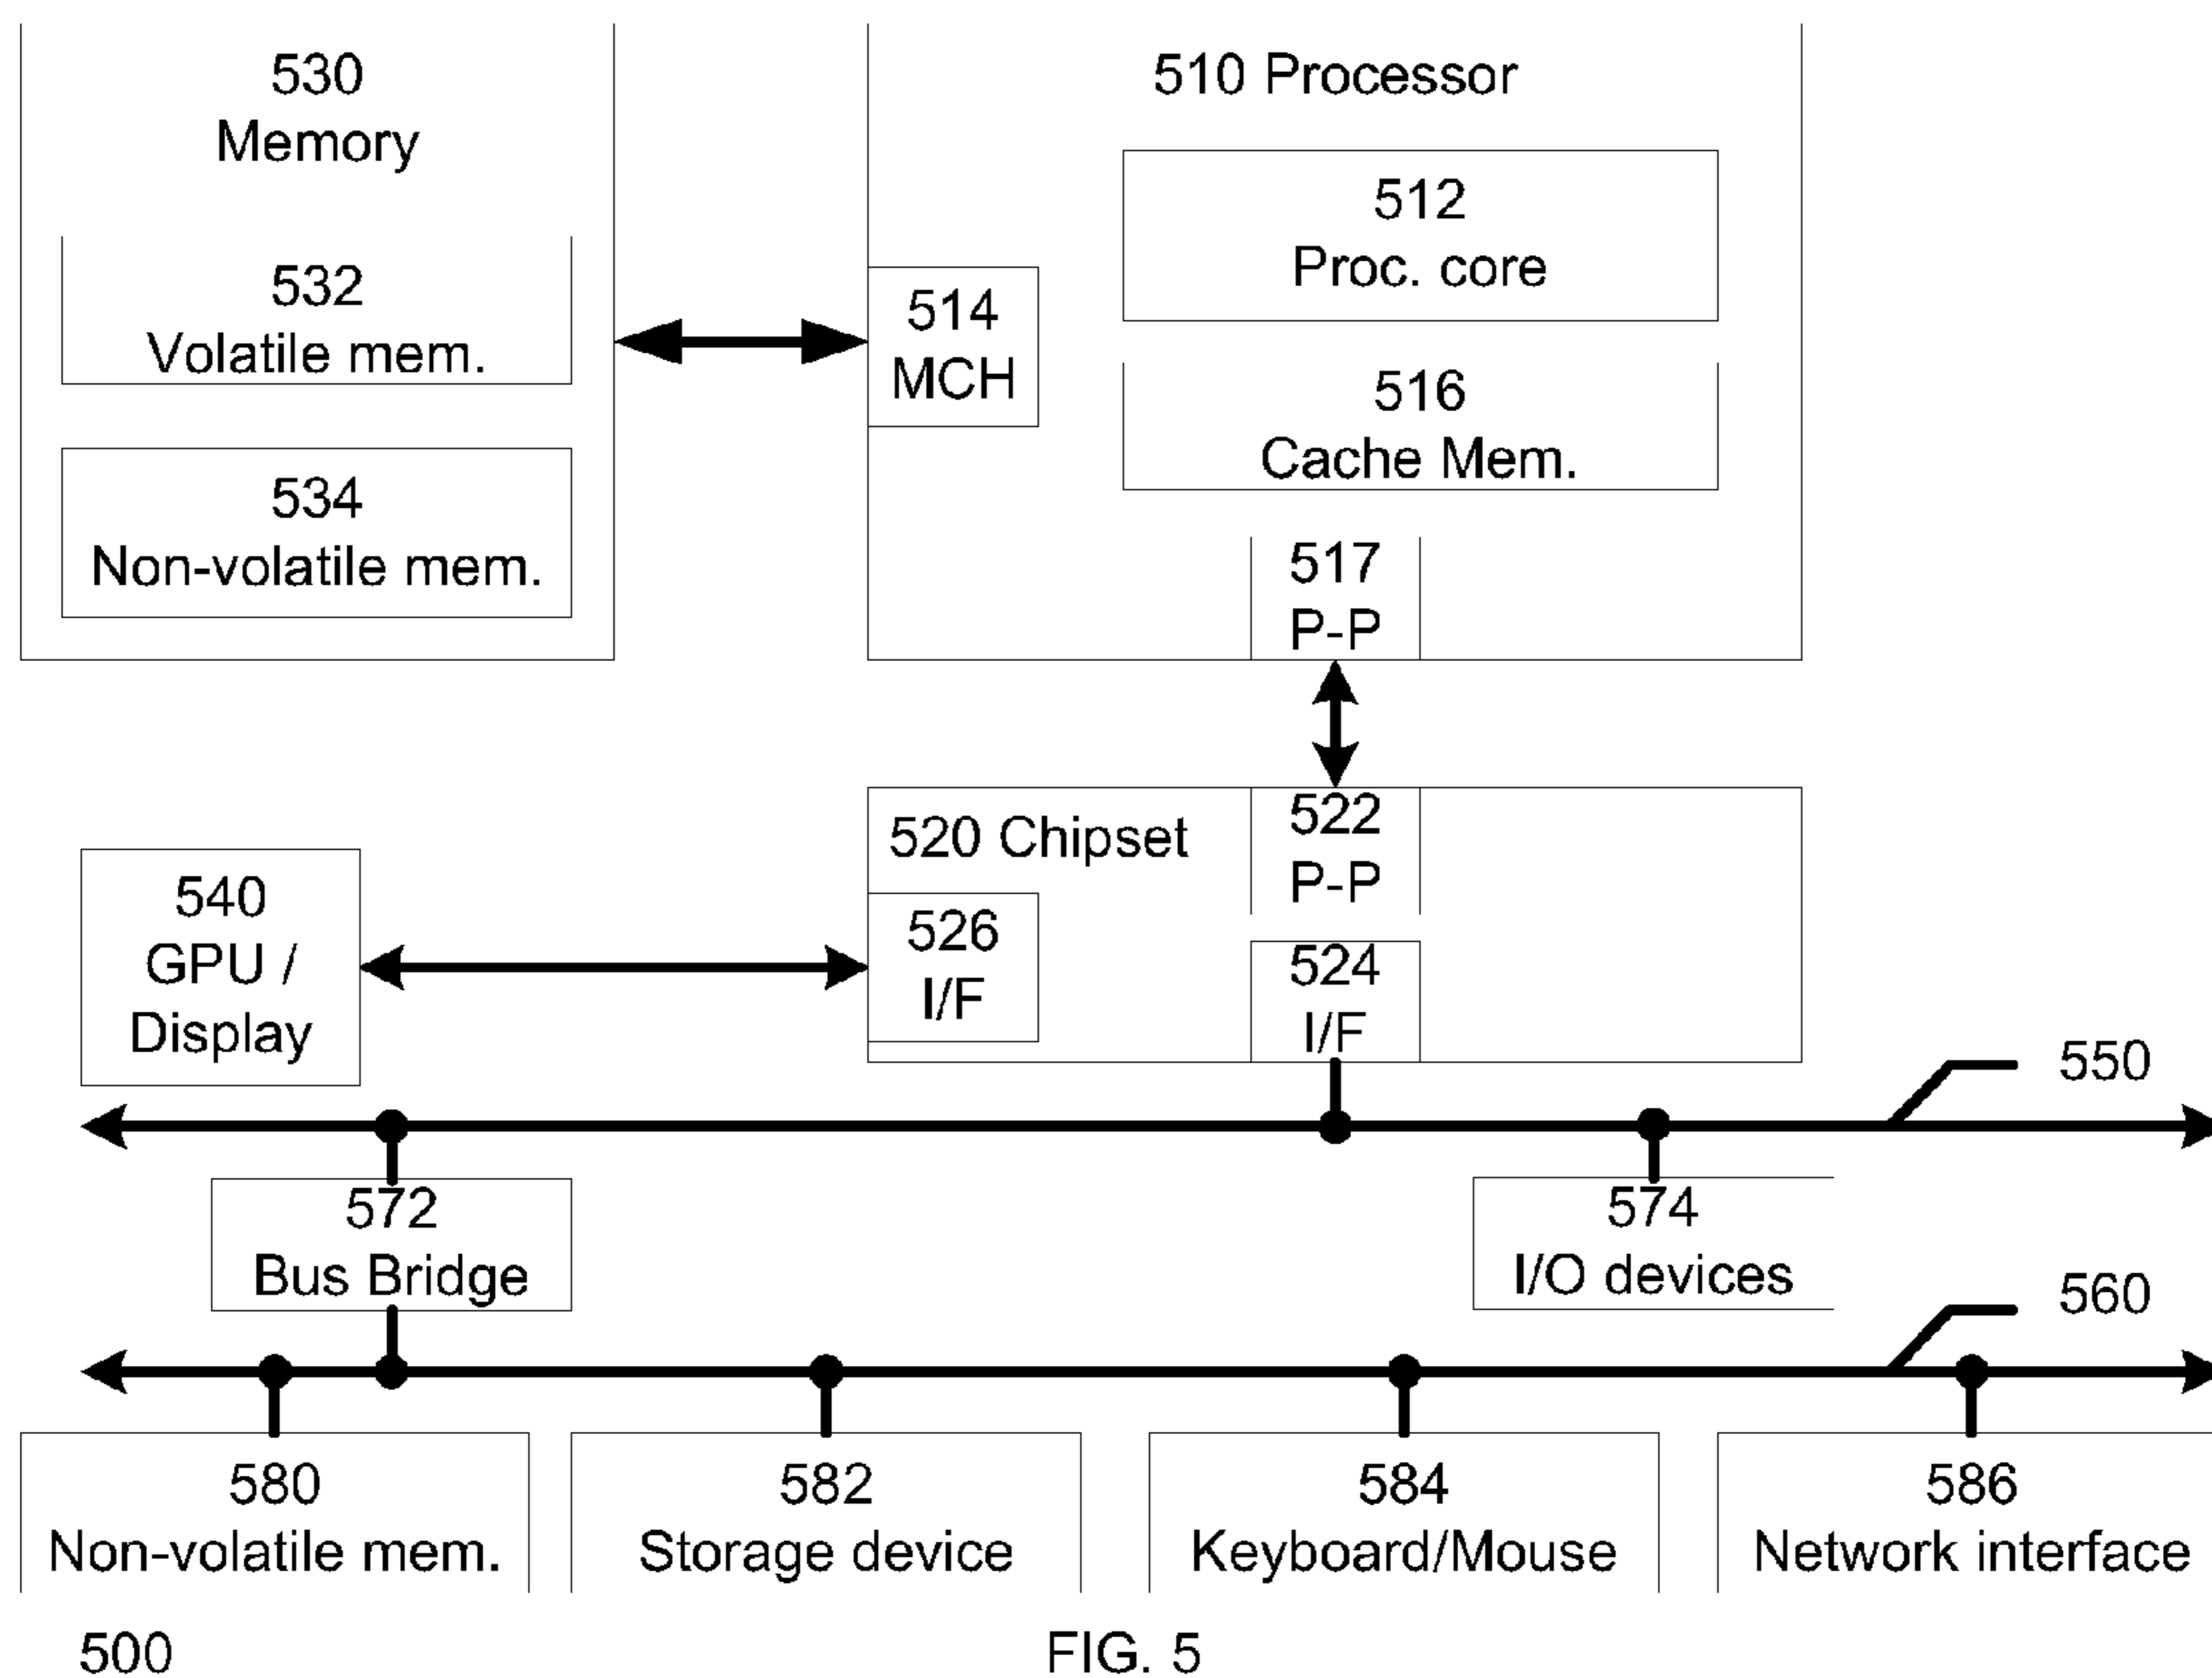 530
Memory
532
Volatile mem.
534
Non-volatile mem.
510 Processor
512
Proc. core
514
MCH
516
Cache Mem.
517
P-P
520 Chipset
522
P-P
526
I/F
524
I/F
540
GPU /
Display
550
572
Bus Bridge
574
I/O devices
560
580
Non-volatile mem.
582
Storage device
584
Keyboard/Mouse
586
Network interface
500
FIG. 5